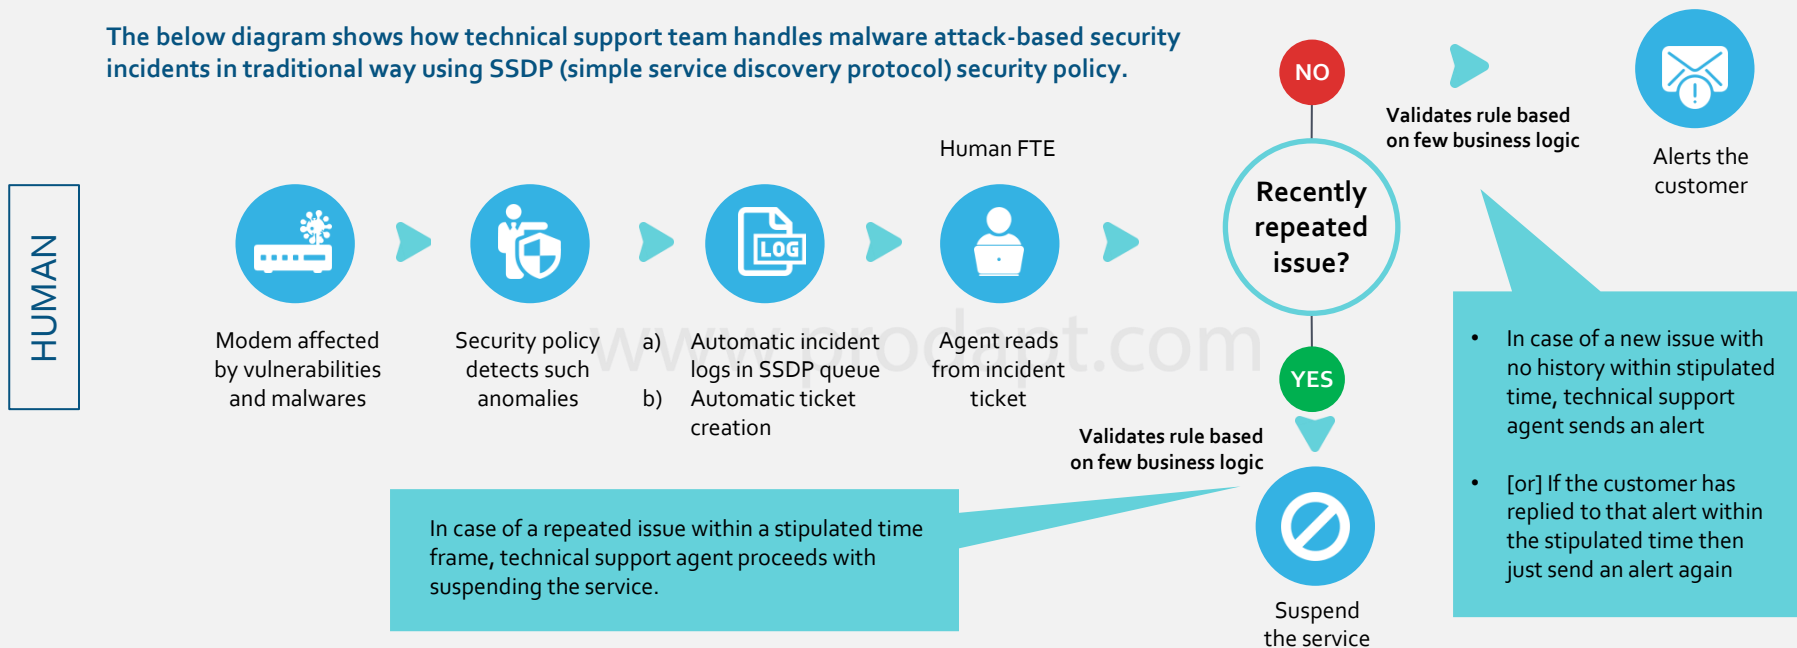 The below diagram shows how technical support team handles malware attack-based security
incidents in traditional way using SSDP (simple service discovery protocol) security policy.
HUMAN
Modem affected
by vulnerabilities
and malwares
Security policy
detects such
anomalies
LOG
a) Automatic incident
logs in SSDP queue
b) Automatic ticket
creation
Human FTE
Agent reads
from incident
ticket
www.prodapt.com
NO
Recently
repeated
issue?
YES
Validates rule based
on few business logic
Alerts the
customer
• In case of a new issue with
no history within stipulated
time, technical support
agent sends an alert
• [or] If the customer has
replied to that alert within
the stipulated time then
just send an alert again
Validates rule based
on few business logic
In case of a repeated issue within a stipulated time
frame, technical support agent proceeds with
suspending the service.
Suspend
the service